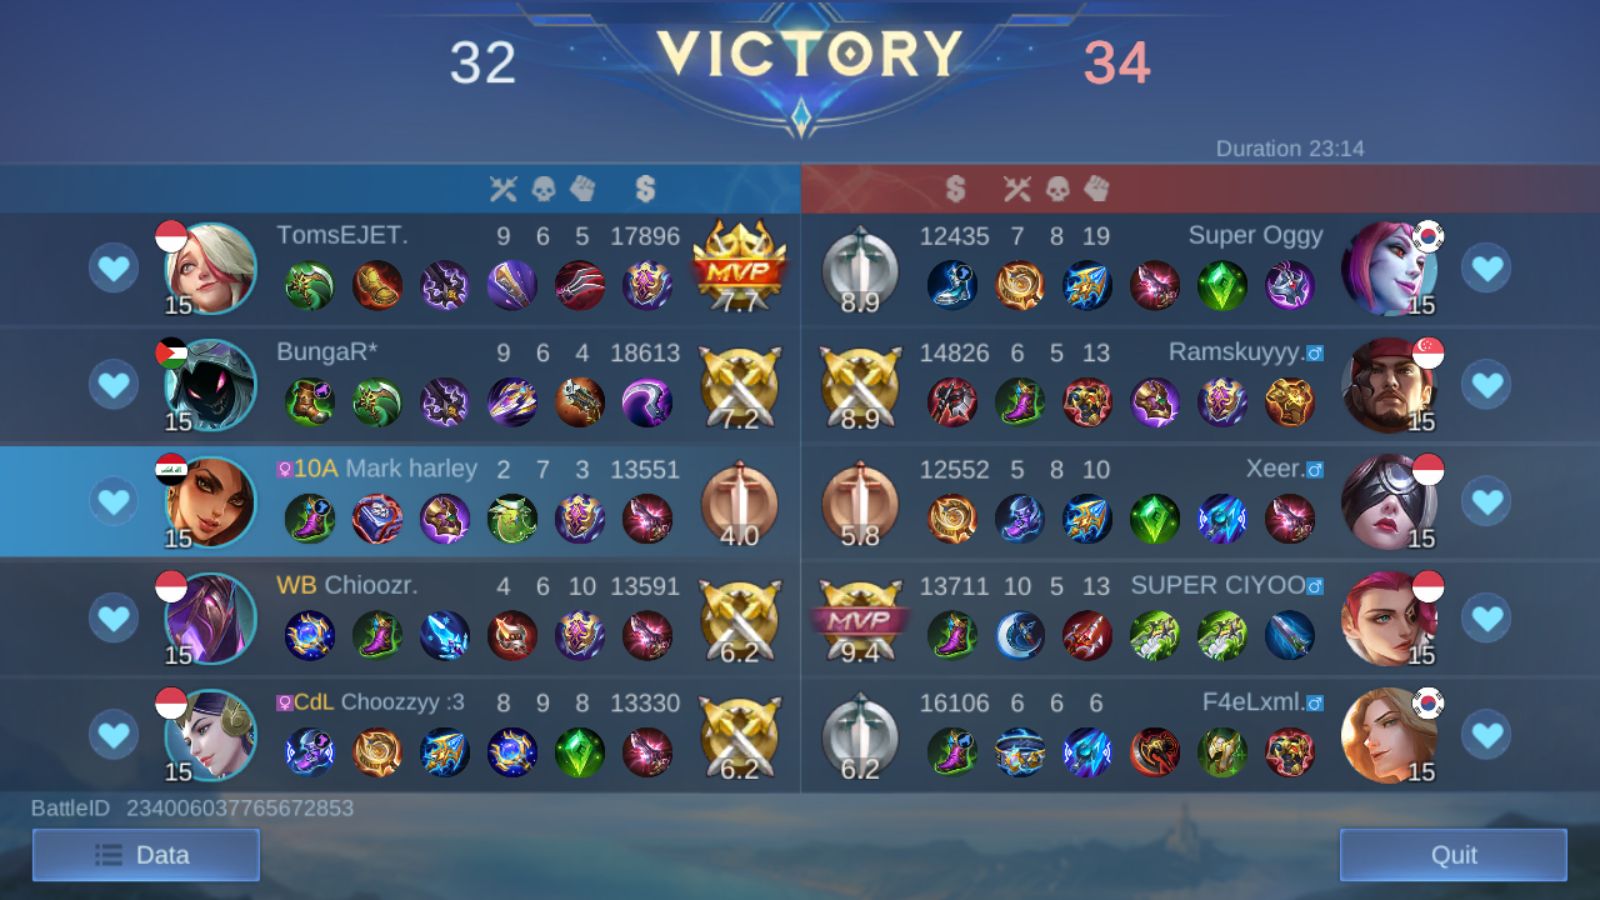 32 VICTORY 34
Duration 23:14
TomsEJET. 9 6 5 17896 MVP 7.7 15
8.9 12435 7 8 19 Super Oggy 15
BungaR* 9 6 4 18613 7.2 15
8.9 14826 6 5 13 Ramskuyyy.♂ 15
♀10A Mark harley 2 7 3 13551 4.0 15
5.8 12552 5 8 10 Xeer.♂ 15
WB Chioozr. 4 6 10 13591 6.2 15
MVP 9.4 13711 10 5 13 SUPER CIYOO♂ 15
♀CdL Choozzyy :3 8 9 8 13330 6.2 15
6.2 16106 6 6 6 F4eLxml.♂ 15
BattleID 234006037765672853
Data
Quit